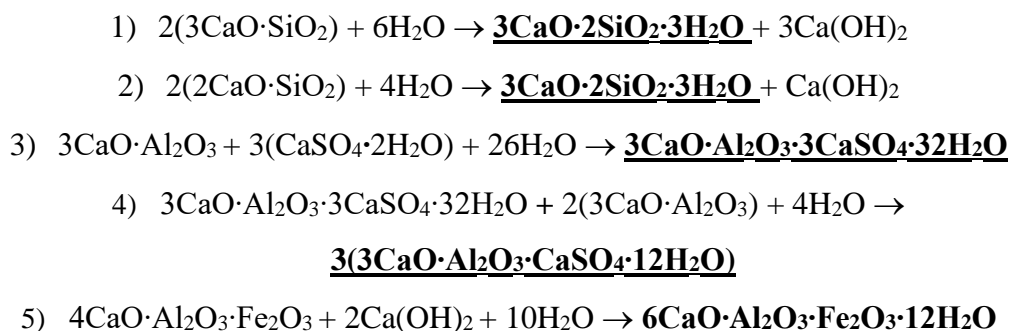 1) 2(3CaO·SiO₂) + 6H₂O → 3CaO·2SiO₂·3H₂O + 3Ca(OH)₂
2) 2(2CaO·SiO₂) + 4H₂O → 3CaO·2SiO₂·3H₂O + Ca(OH)₂
3) 3CaO·Al₂O₃ + 3(CaSO₄·2H₂O) + 26H₂O → 3CaO·Al₂O₃·3CaSO₄·32H₂O
4) 3CaO·Al₂O₃·3CaSO₄·32H₂O + 2(3CaO·Al₂O₃) + 4H₂O →
3(3CaO·Al₂O₃·CaSO₄·12H₂O)
5) 4CaO·Al₂O₃·Fe₂O₃ + 2Ca(OH)₂ + 10H₂O → 6CaO·Al₂O₃·Fe₂O₃·12H₂O